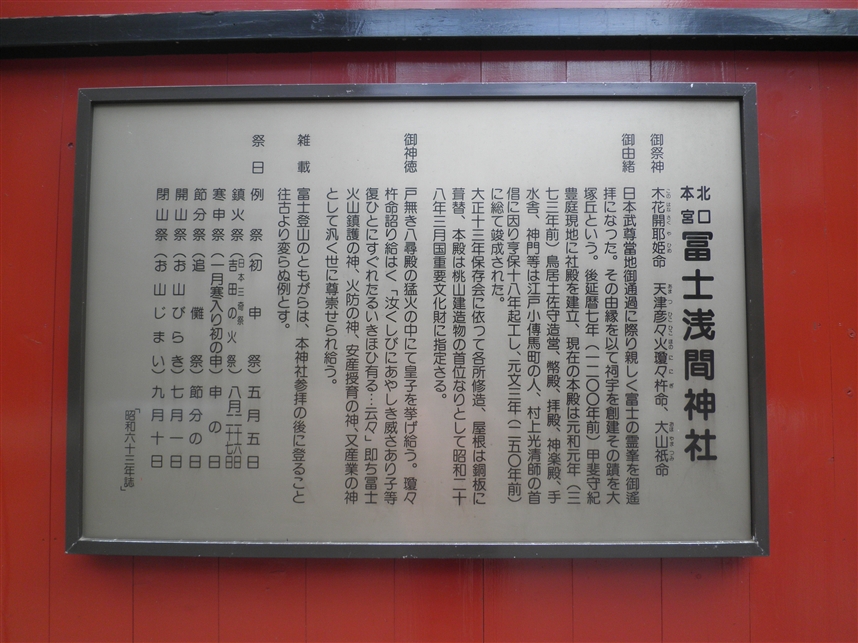 北口本宮冨士浅間神社
御祭神 木花開耶姫命 天津彦々火瓊々杵命、大山祇命
御由緒 日本武尊当地御通過に際り親しく富士の霊峯を御遙
拝になった。その由縁を以て祠宇を創建その蹟を大
塚丘という。後延暦七年（一二〇〇年前）甲斐守紀
豊庭現地に社殿を建立、現在の本殿は元和元年（三
七三年前）鳥居土佐守造営、幣殿、拝殿、神楽殿、手
水舎、神門等は江戸小傳馬町の人、村上光清師の首
倡に因り享保十八年起工し、元文三年（二五〇年前）
に総て竣成された。
大正十三年保存会に依って各所修造、屋根は銅板に
葺替、本殿は桃山建造物の首位なりとして昭和二十
八年三月国重要文化財に指定さる。
御神徳 戸無き八尋殿の猛火の中にて皇子を挙げ給う。瓊々
杵命詔り給はく「汝くしびにあやしき威さあり子等
復ひとにすぐれたるいきほひ有る…云々」即ち富士
火山鎮護の神、火防の神、安産授育の神、又産業の神
として汎く世に尊崇せられ給う。
雑載 富士登山のともがらは、本神社参拝の後に登ること
往古より変らぬ例とす。
祭日 例祭（初申祭）五月五日
鎮火祭（日本三奇祭 吉田の火祭）八月二十六日 二十七日
寒申祭（一月寒入り初の申）申の日
節分祭（追儺祭）節分の日
開山祭（お山びらき）七月一日
閉山祭（お山じまい）九月十日
「昭和六十三年誌」